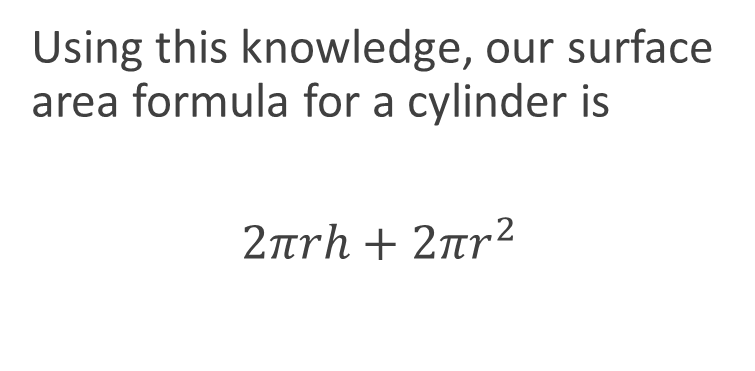 Using this knowledge, our surface
area formula for a cylinder is
2𝜋𝑟ℎ + 2𝜋𝑟²